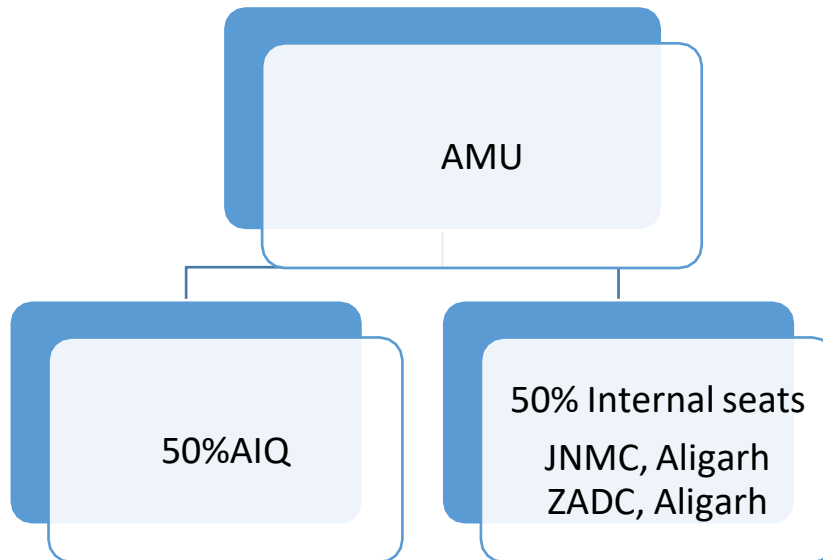 AMU
50%AIQ
50% Internal seats
JNMC, Aligarh
ZADC, Aligarh